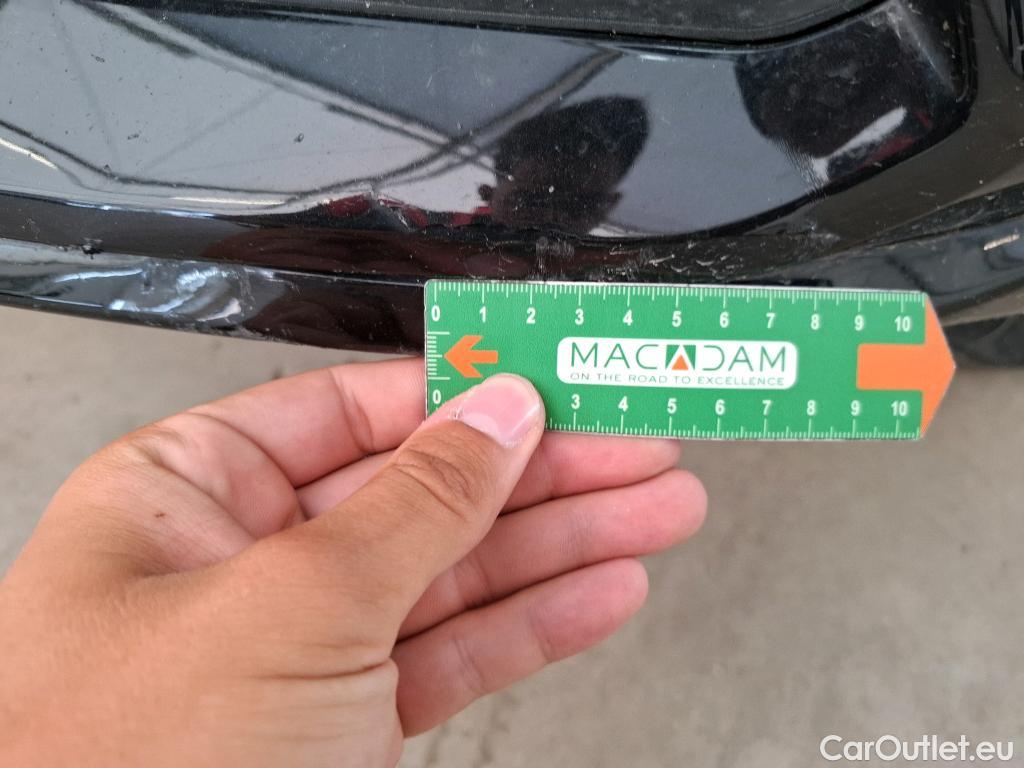 0 1 2 3 4 5 6 7 8 9 10
MACADAM
ON THE ROAD TO EXCELLENCE
0 3 4 5 6 7 8 9 10
CarOutlet.eu